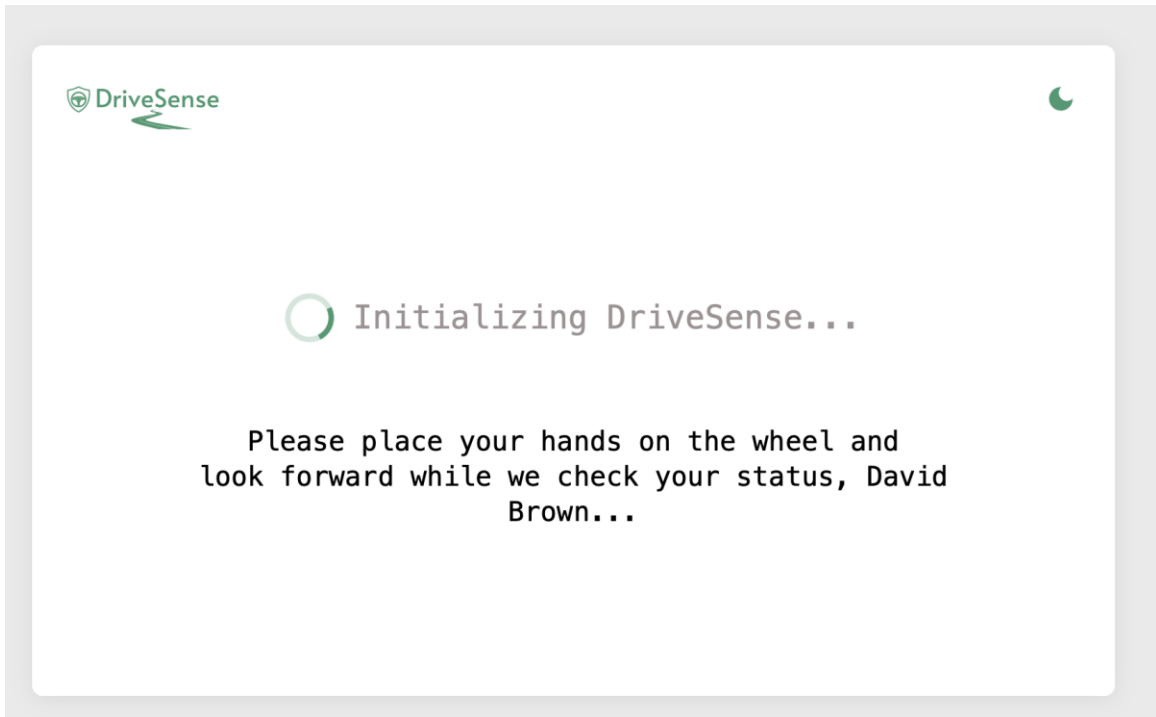 DriveSense
Initializing DriveSense...
Please place your hands on the wheel and
look forward while we check your status, David
Brown...